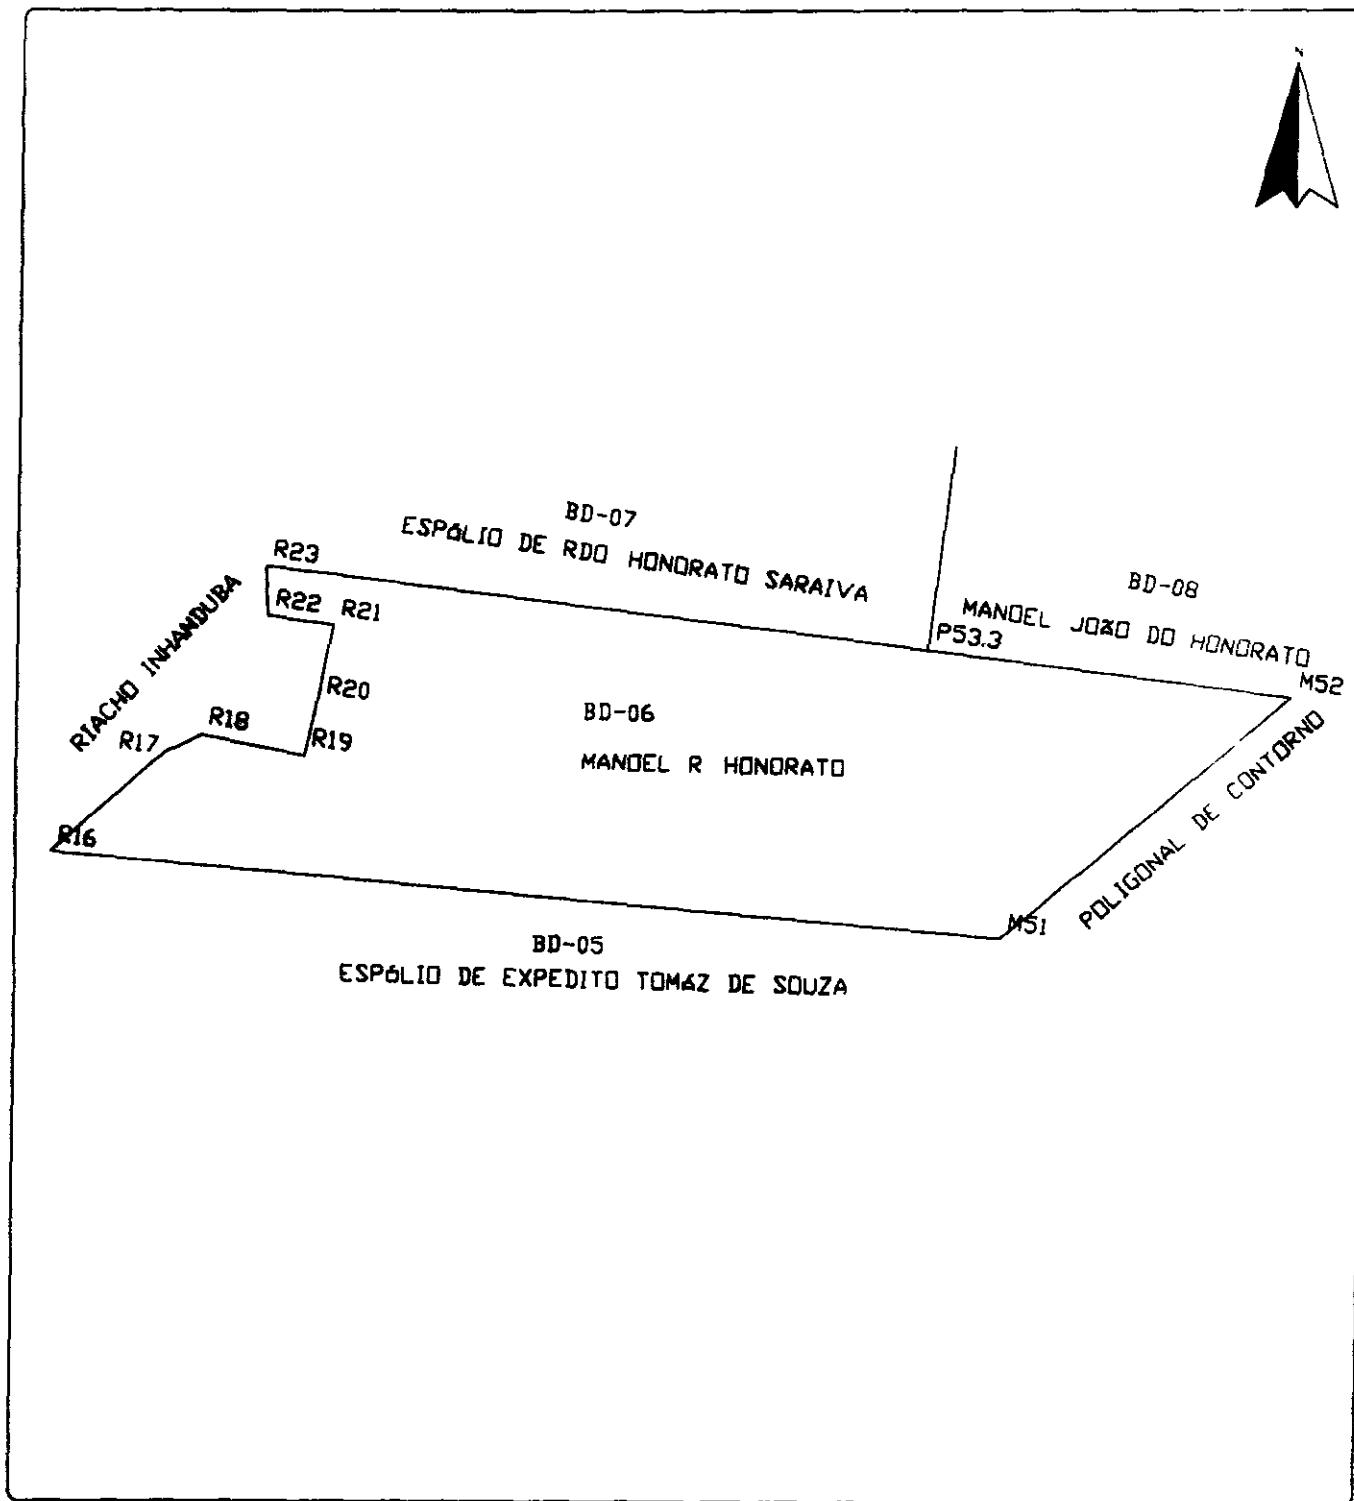 N
BD-07
ESPÓLIO DE RDO HONORATO SARAIVA
BD-08
MANOEL JOÃO DO HONORATO
R23
R22
R21
P53.3
M52
RIACHO INHANDUBA
R20
BD-06
R18
R17
R19
MANOEL R HONORATO
POLIGONAL DE CONTORNO
R16
M51
BD-05
ESPÓLIO DE EXPEDITO TOMÁZ DE SOUZA